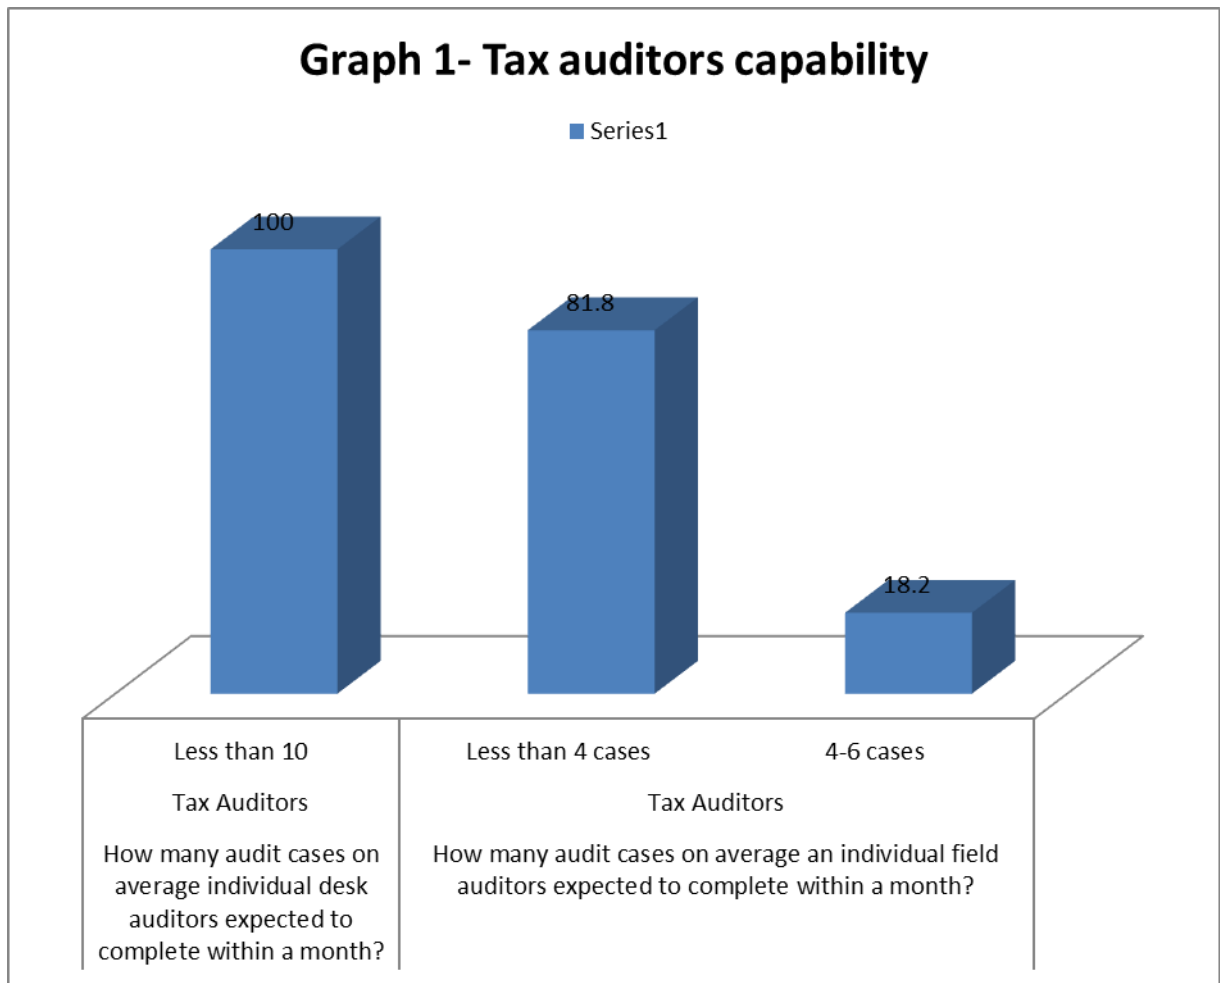 Graph 1- Tax auditors capability
Series1
100
81.8
18.2
Less than 10
Less than 4 cases
4-6 cases
Tax Auditors
Tax Auditors
How many audit cases on
average individual desk
auditors expected to
complete within a month?
How many audit cases on average an individual field
auditors expected to complete within a month?